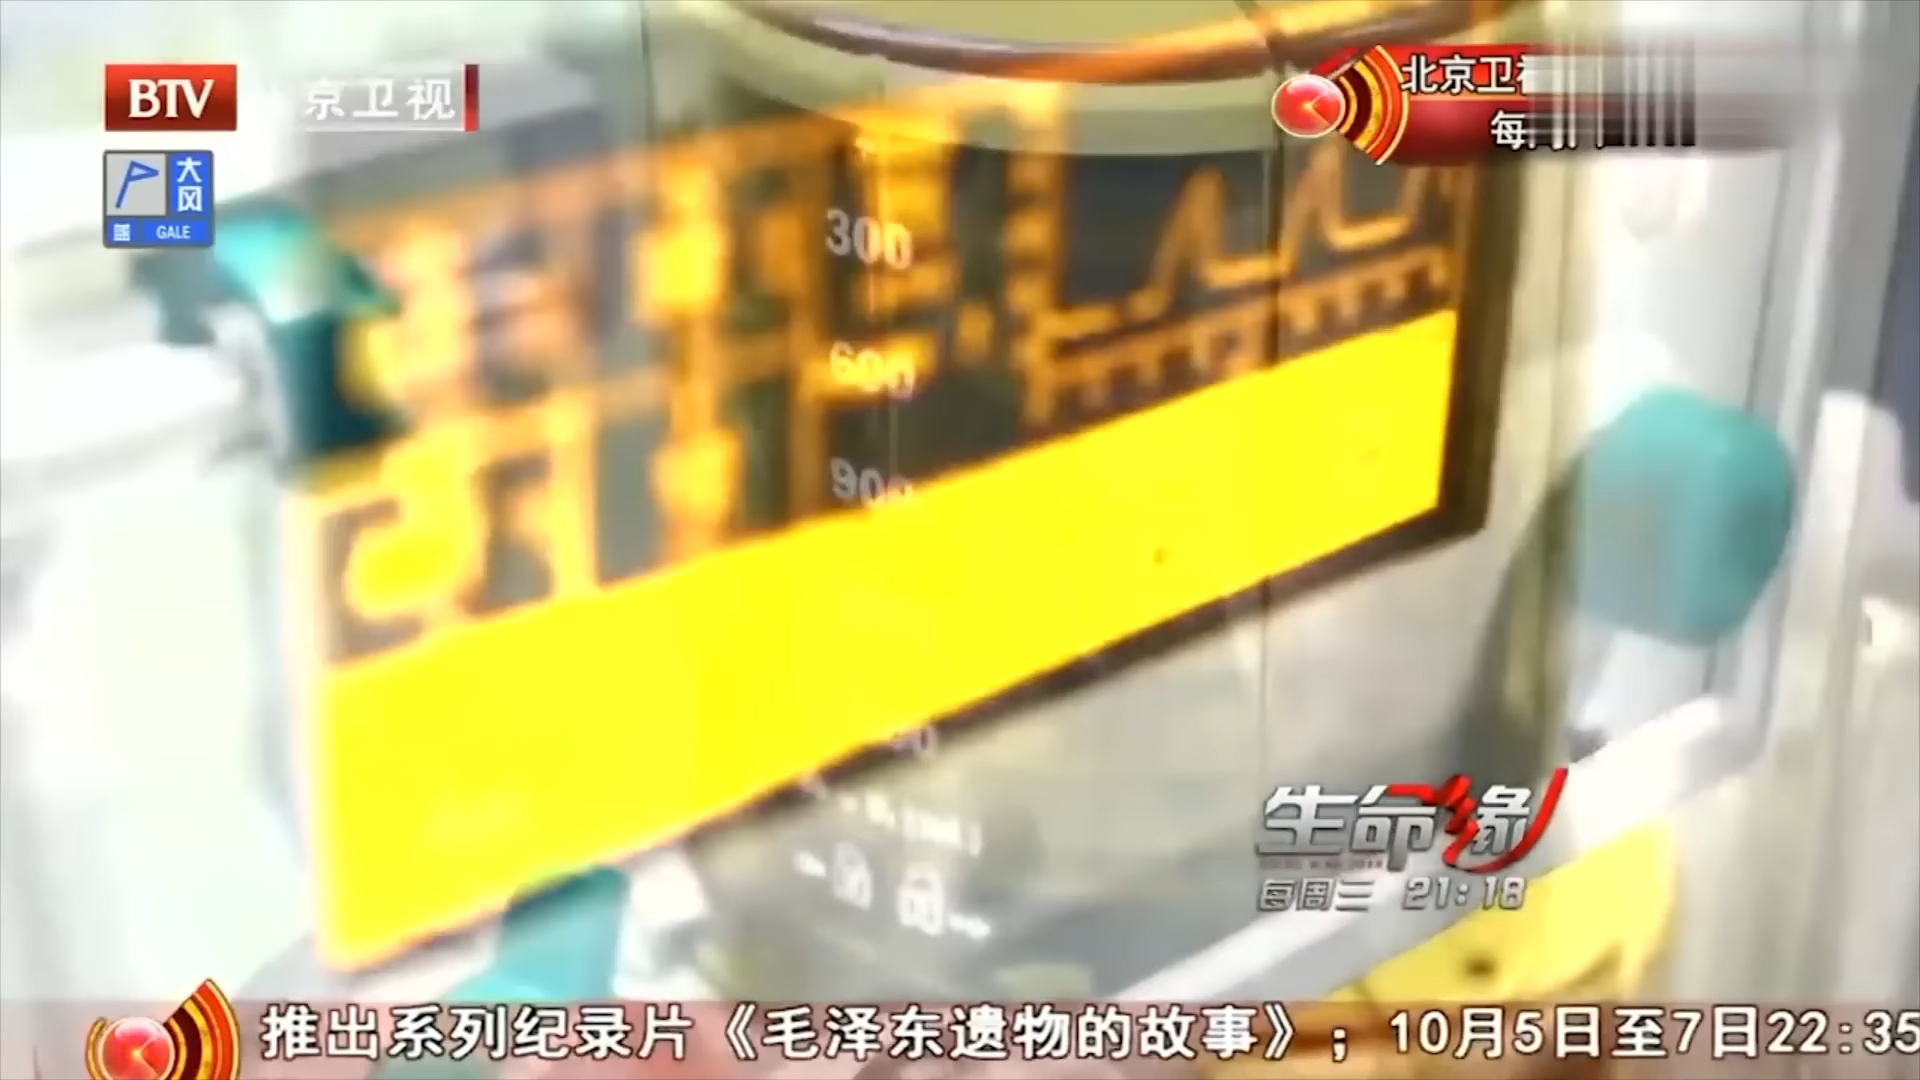 BTV 京卫视
北京卫
每
大风
GALE
300
600
900
生命缘
每周三 21:18
推出系列纪录片《毛泽东遗物的故事》；10月5日至7日22:35